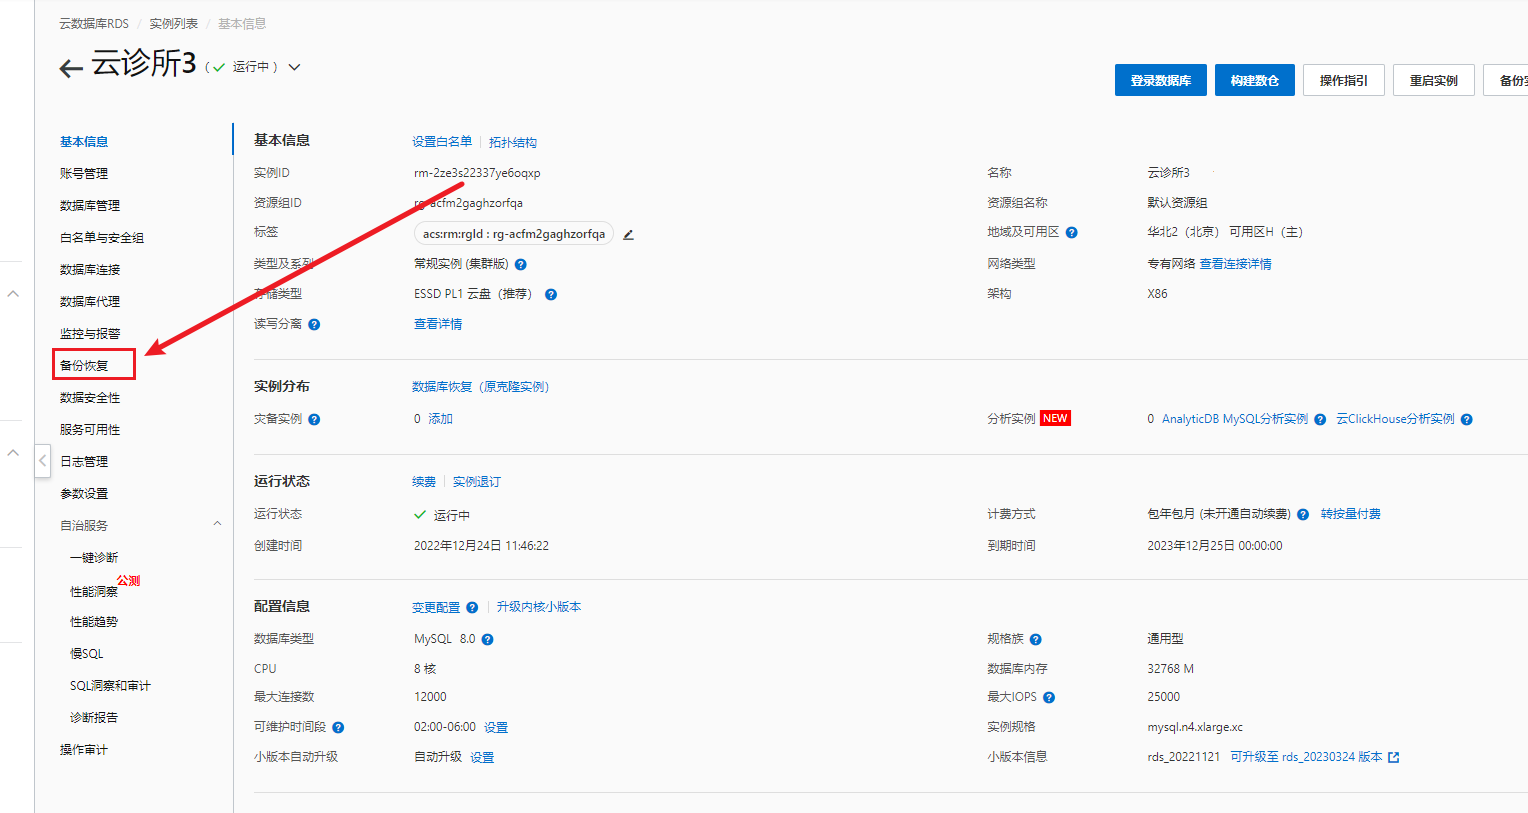 云数据库RDS / 实例列表 / 基本信息
云诊所3 ( 运行中 )
登录数据库 构建数仓 操作指引 重启实例 备份
基本信息
账号管理
数据库管理
白名单与安全组
数据库连接
数据库代理
监控与报警
备份恢复
数据安全性
服务可用性
日志管理
参数设置
自治服务
一键诊断
性能洞察 公测
性能趋势
慢SQL
SQL洞察和审计
诊断报告
操作审计
基本信息 设置白名单 | 拓扑结构
实例ID rm-2ze3s22337ye6oqxp 名称 云诊所3
资源组ID rg-acfm2gaghzorfqa 资源组名称 默认资源组
标签 acs:rm:rgId : rg-acfm2gaghzorfqa 地域及可用区 华北2（北京） 可用区H（主）
类型及系列 常规实例 (集群版) 网络类型 专有网络 查看连接详情
存储类型 ESSD PL1 云盘（推荐） 架构 X86
读写分离 查看详情
实例分布 数据库恢复（原克隆实例）
灾备实例 0 添加 分析实例 NEW 0 AnalyticDB MySQL分析实例 云ClickHouse分析实例
运行状态 续费 | 实例退订
运行状态 运行中 计费方式 包年包月 (未开通自动续费) 转按量付费
创建时间 2022年12月24日 11:46:22 到期时间 2023年12月25日 00:00:00
配置信息 变更配置 | 升级内核小版本
数据库类型 MySQL 8.0 规格族 通用型
CPU 8 核 数据库内存 32768 M
最大连接数 12000 最大IOPS 25000
可维护时间段 02:00-06:00 设置 实例规格 mysql.n4.xlarge.xc
小版本自动升级 自动升级 设置 小版本信息 rds_20221121 可升级至 rds_20230324 版本